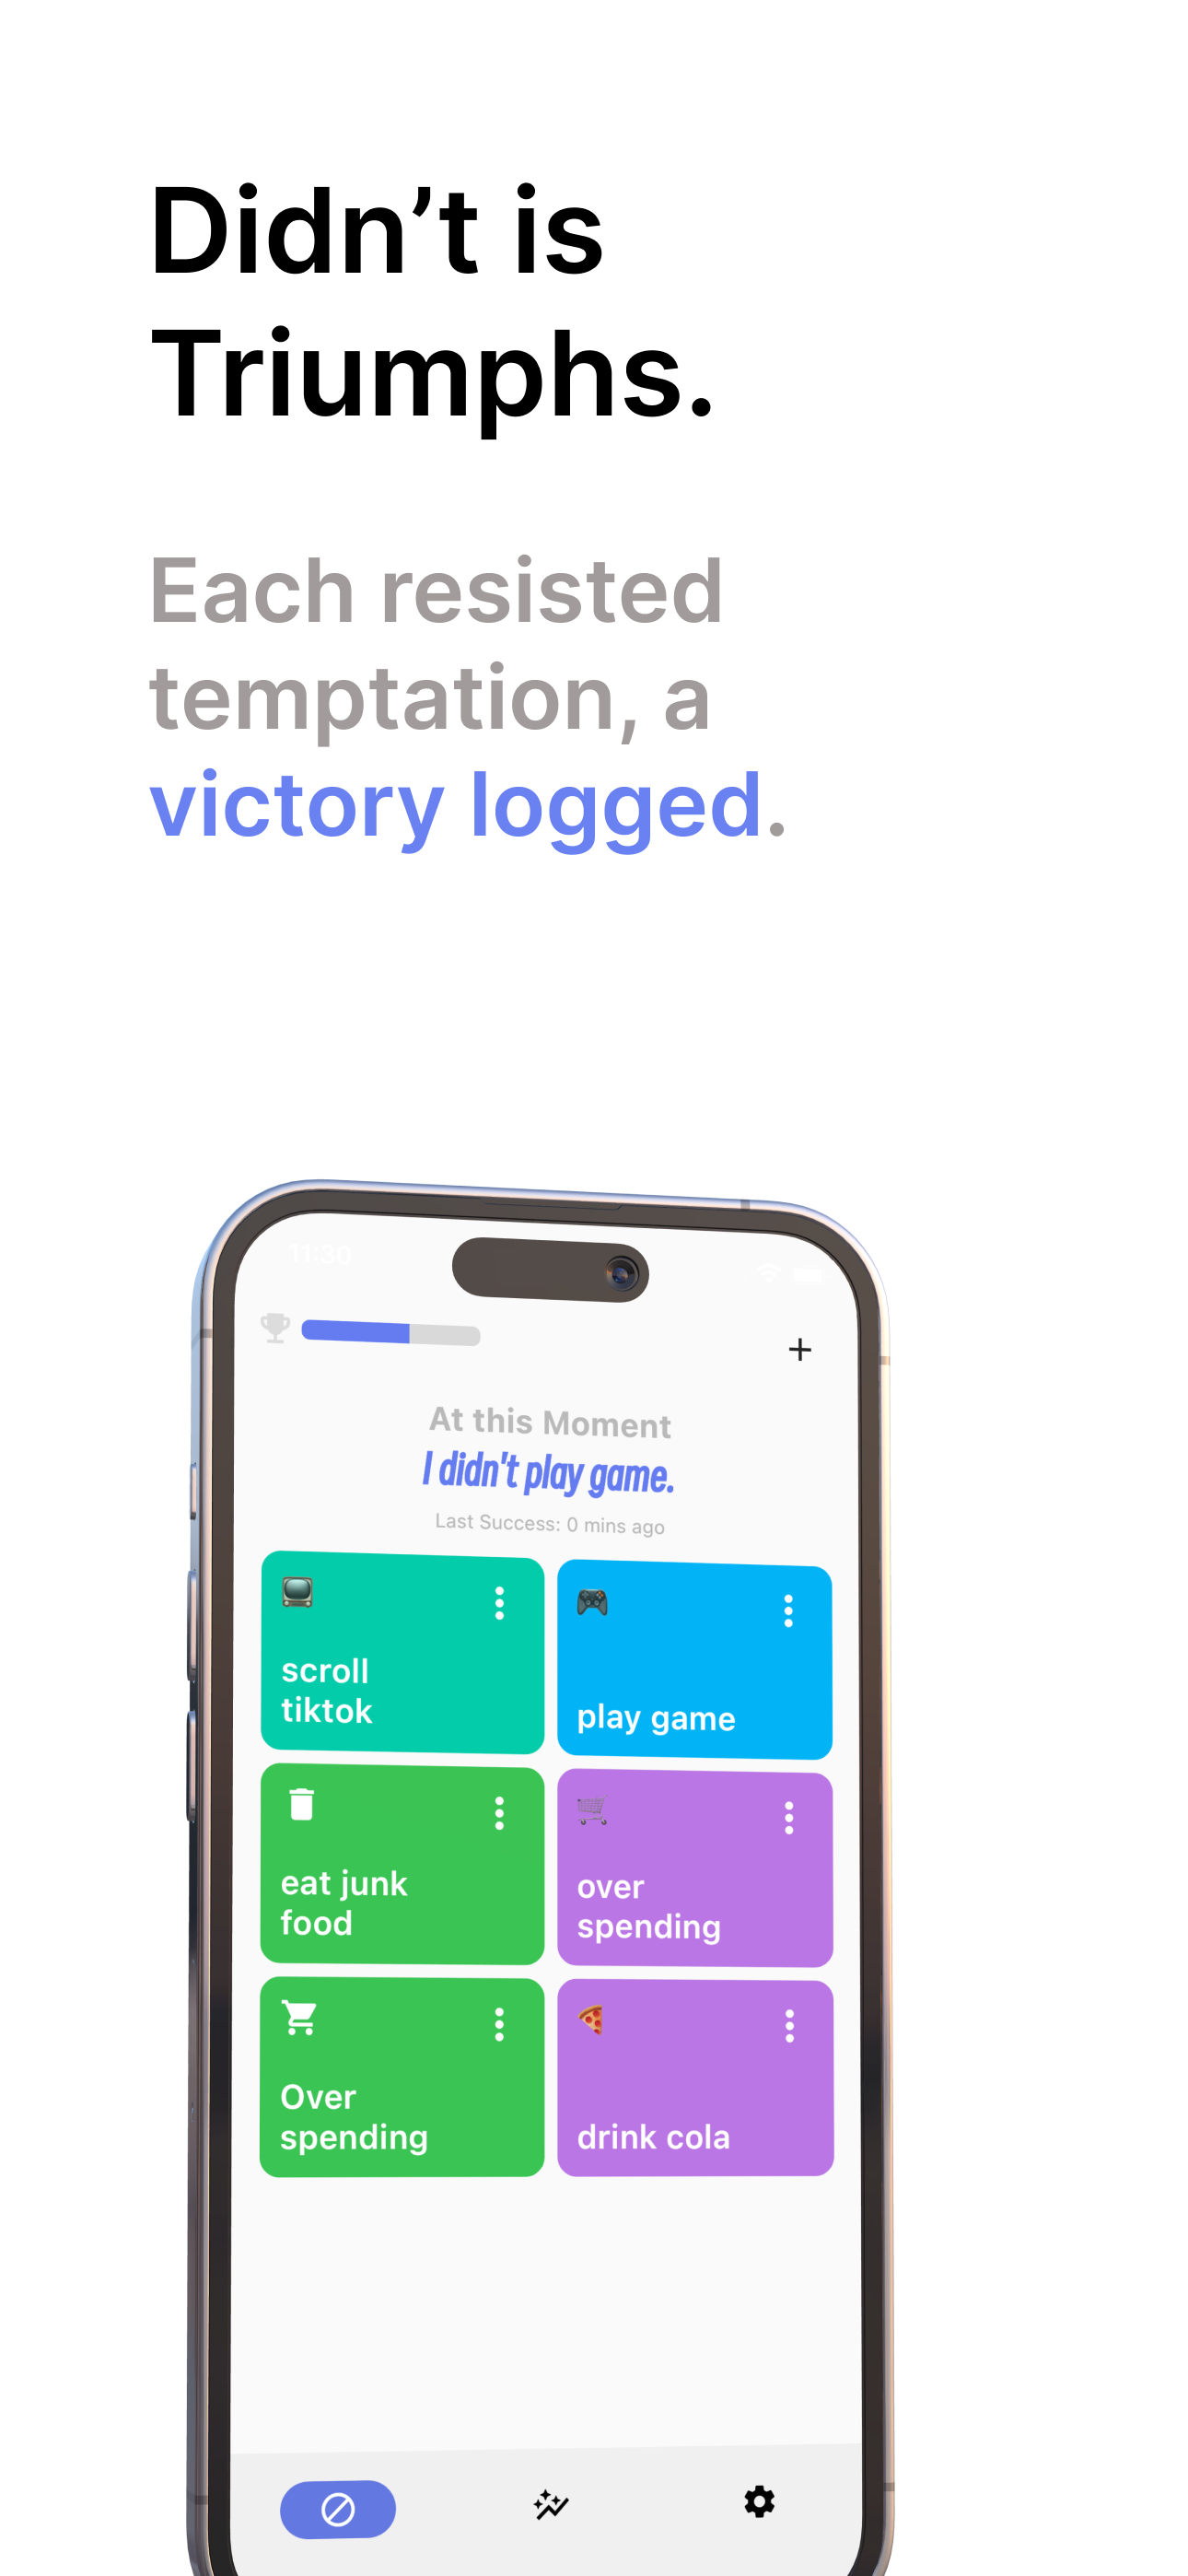 Didn’t is
Triumphs.
Each resisted
temptation, a
victory logged.
11:30
At this Moment
I didn't play game.
Last Success: 0 mins ago
scroll
tiktok
play game
eat junk
food
over
spending
Over
spending
drink cola